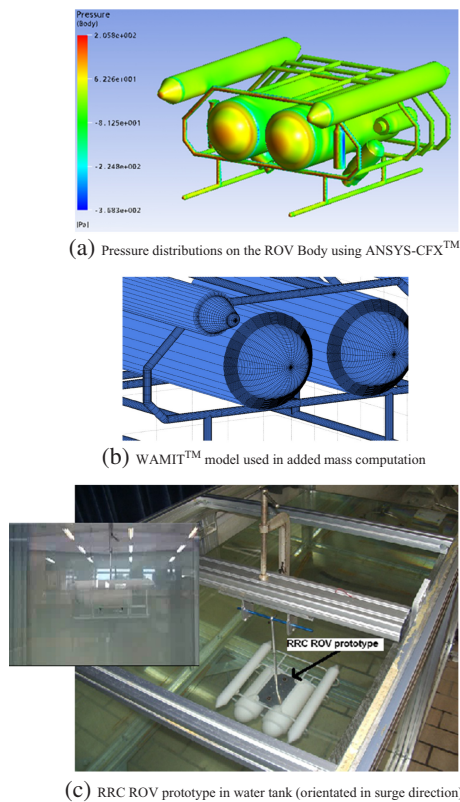 Pressure
(Body)
2.058e+002
6.226e+001
-8.125e+001
-2.248e+002
-3.683e+002
[Pa]
(a) Pressure distributions on the ROV Body using ANSYS-CFX™
(b) WAMIT™ model used in added mass computation
RRC ROV prototype
(c) RRC ROV prototype in water tank (orientated in surge direction)